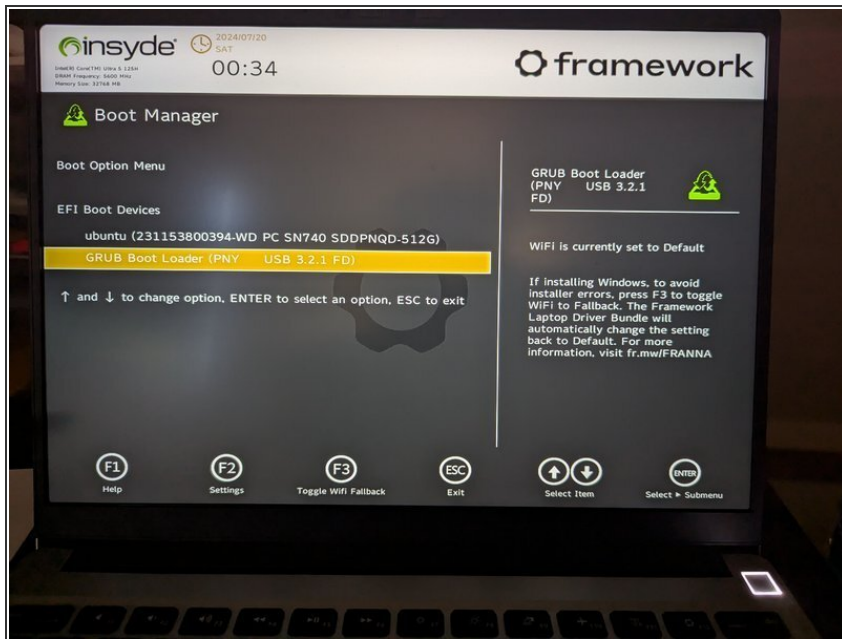 insyde
2024/07/20
SAT
00:34
Intel(R) Core(TM) Ultra 5 125H
DRAM Frequency: 5600 MHz
Memory Size: 32768 MB
framework
Boot Manager
Boot Option Menu
EFI Boot Devices
ubuntu (231153800394-WD PC SN740 SDDPNQD-512G)
GRUB Boot Loader (PNY USB 3.2.1 FD)
↑ and ↓ to change option, ENTER to select an option, ESC to exit
GRUB Boot Loader
(PNY USB 3.2.1
FD)
WiFi is currently set to Default
If installing Windows, to avoid
installer errors, press F3 to toggle
WiFi to Fallback. The Framework
Laptop Driver Bundle will
automatically change the setting
back to Default. For more
information, visit fr.mw/FRANNA
F1
Help
F2
Settings
F3
Toggle Wifi Fallback
ESC
Exit
Select Item
ENTER
Select ► Submenu